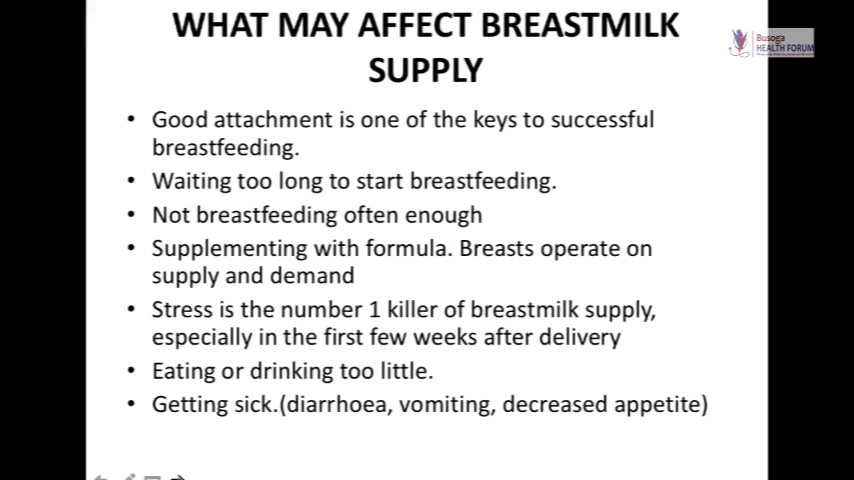 WHAT MAY AFFECT BREASTMILK
SUPPLY
Busoga
HEALTH FORUM
• Good attachment is one of the keys to successful
breastfeeding.
• Waiting too long to start breastfeeding.
• Not breastfeeding often enough
• Supplementing with formula. Breasts operate on
supply and demand
• Stress is the number 1 killer of breastmilk supply,
especially in the first few weeks after delivery
• Eating or drinking too little.
• Getting sick.(diarrhoea, vomiting, decreased appetite)